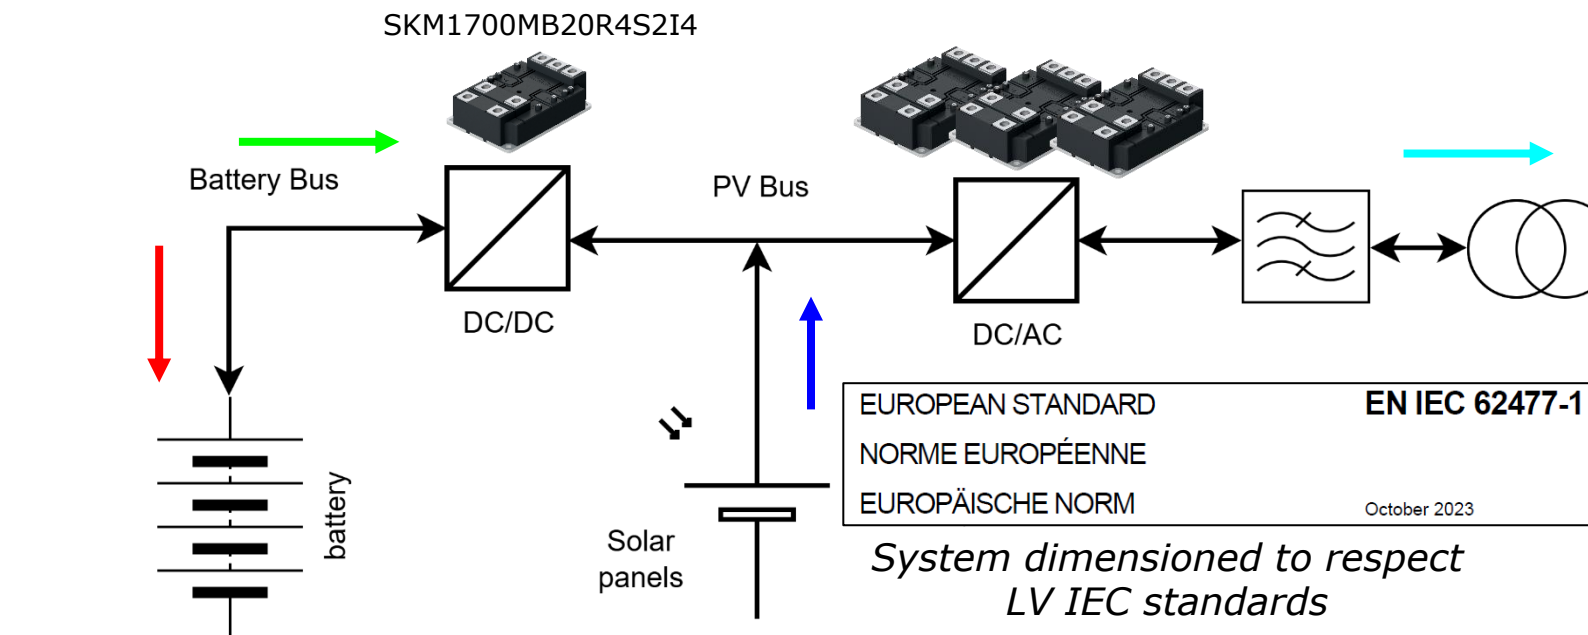 SKM1700MB20R4S2I4
Battery Bus
PV Bus
DC/DC
DC/AC
battery
Solar
panels
EUROPEAN STANDARD
EN IEC 62477-1
NORME EUROPÉENNE
EUROPÄISCHE NORM
October 2023
System dimensioned to respect
LV IEC standards